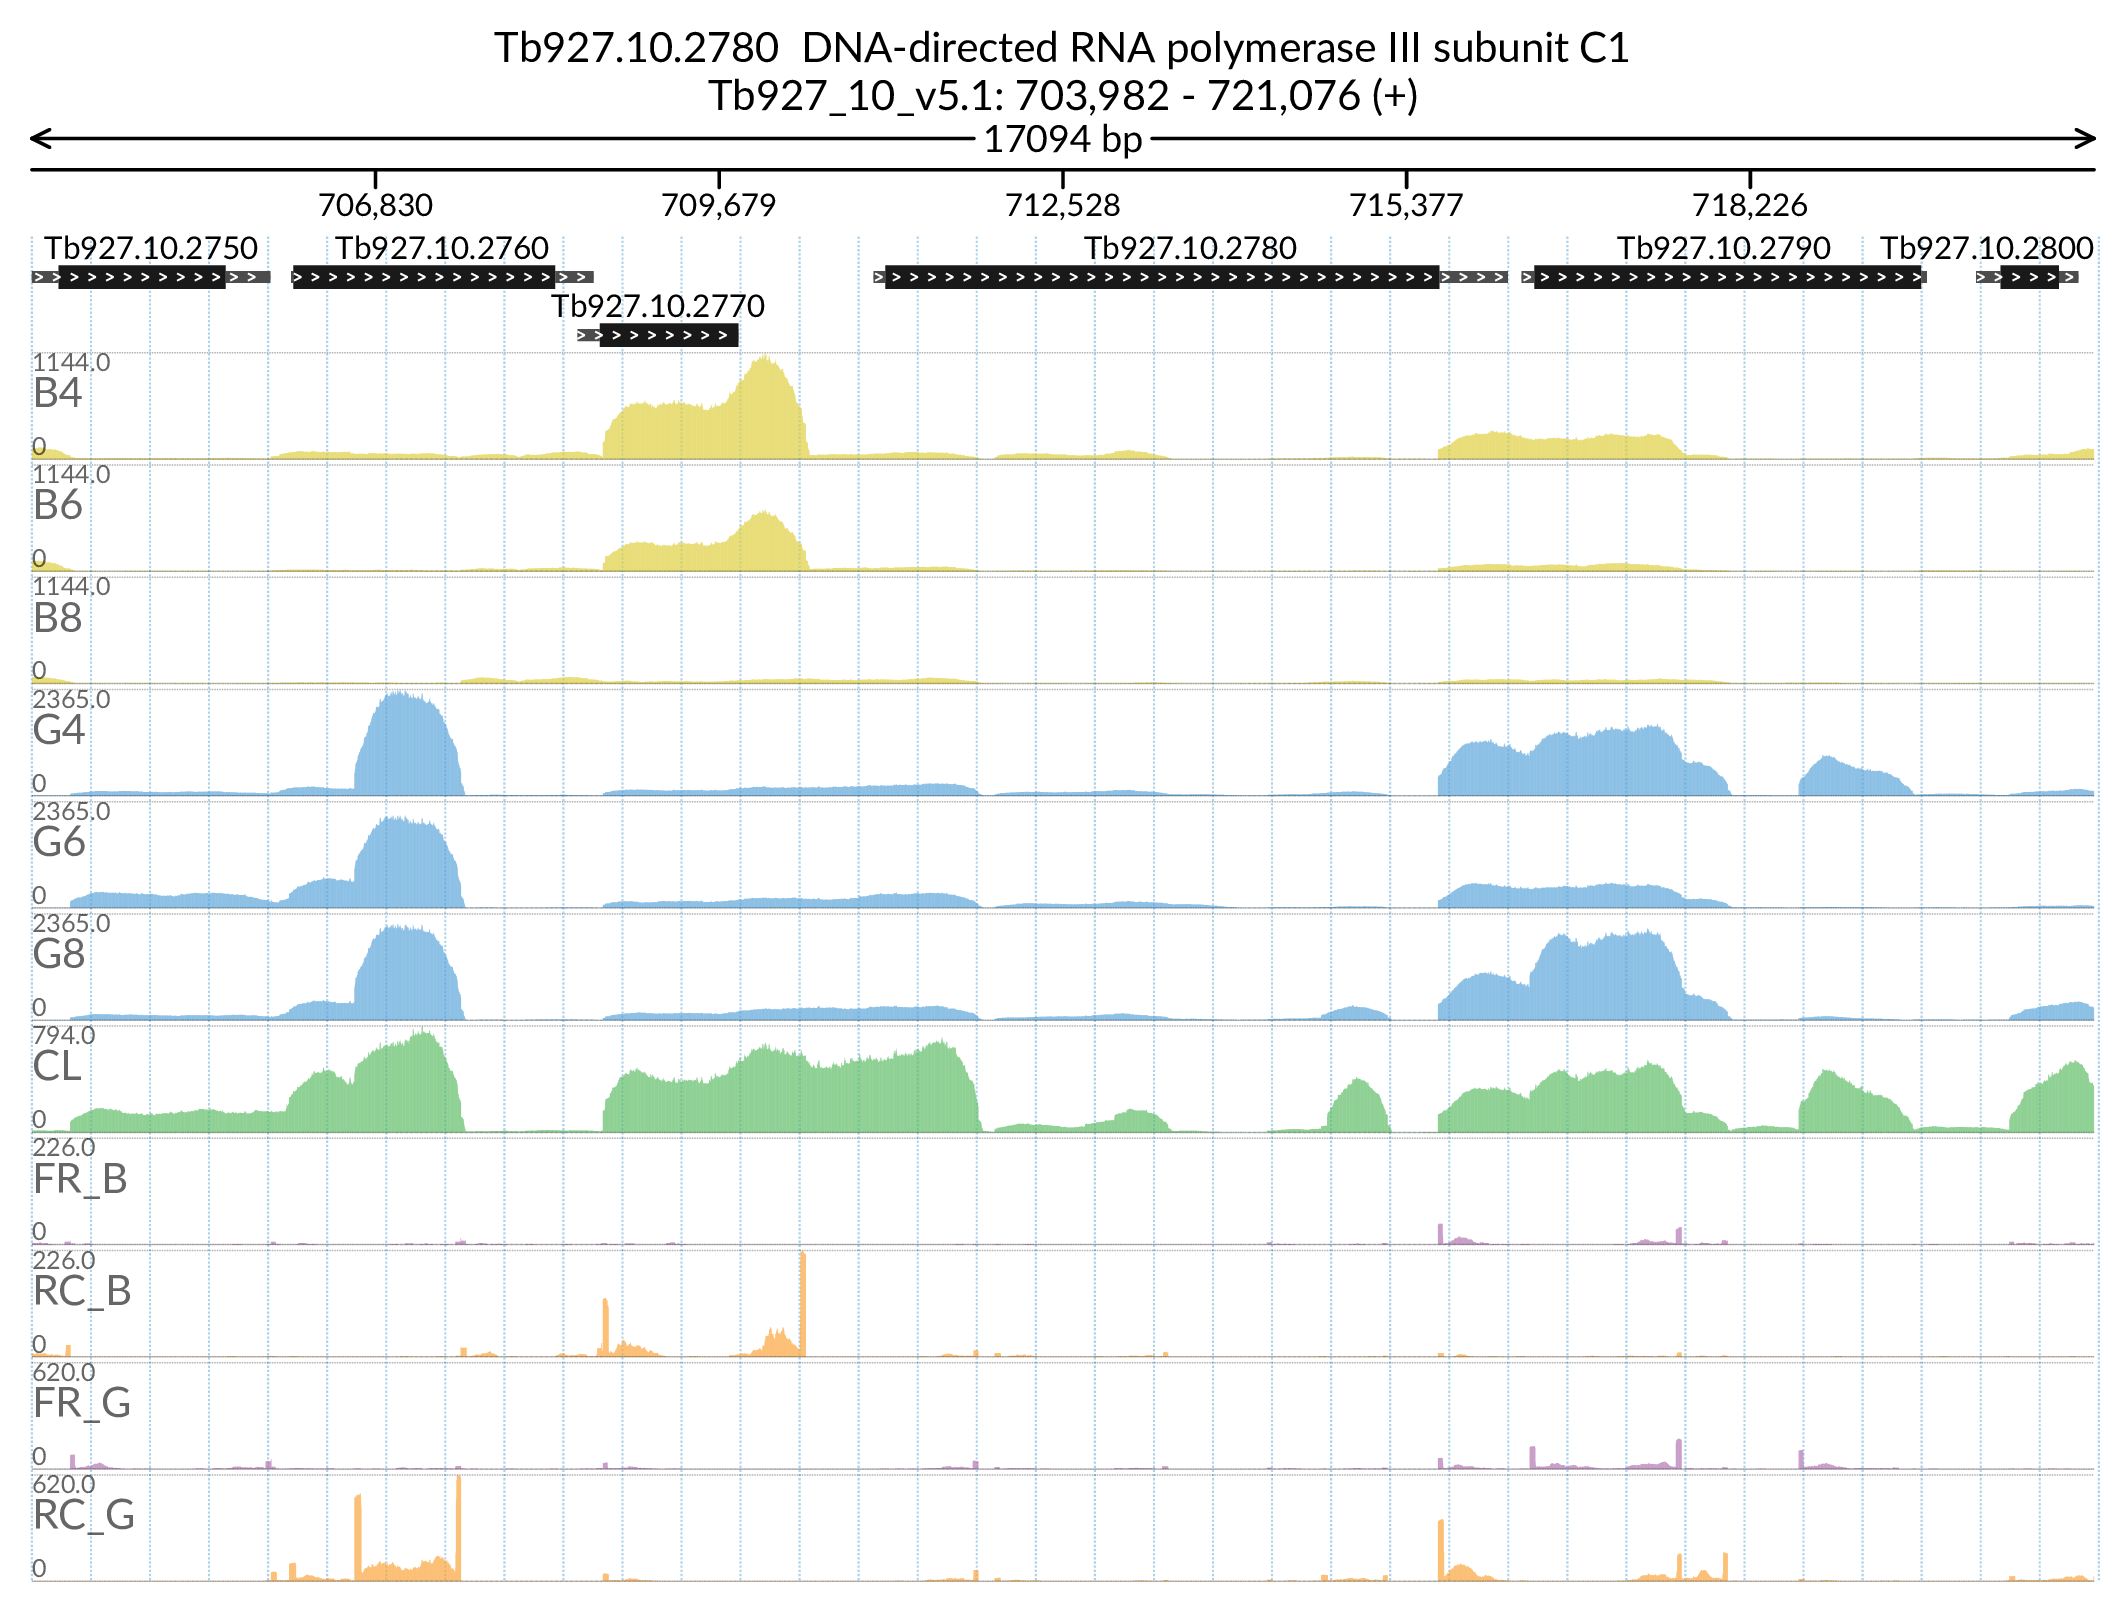 Tb927.10.2780  DNA-directed RNA polymerase III subunit C1
Tb927_10_v5.1: 703,982 - 721,076 (+)
17094 bp
706,830 709,679 712,528 715,377 718,226
Tb927.10.2750 Tb927.10.2760 Tb927.10.2780 Tb927.10.2790 Tb927.10.2800
Tb927.10.2770
1144.0
B4
0
1144.0
B6
0
1144.0
B8
0
2365.0
G4
0
2365.0
G6
0
2365.0
G8
0
794.0
CL
0
226.0
FR_B
0
226.0
RC_B
0
620.0
FR_G
0
620.0
RC_G
0